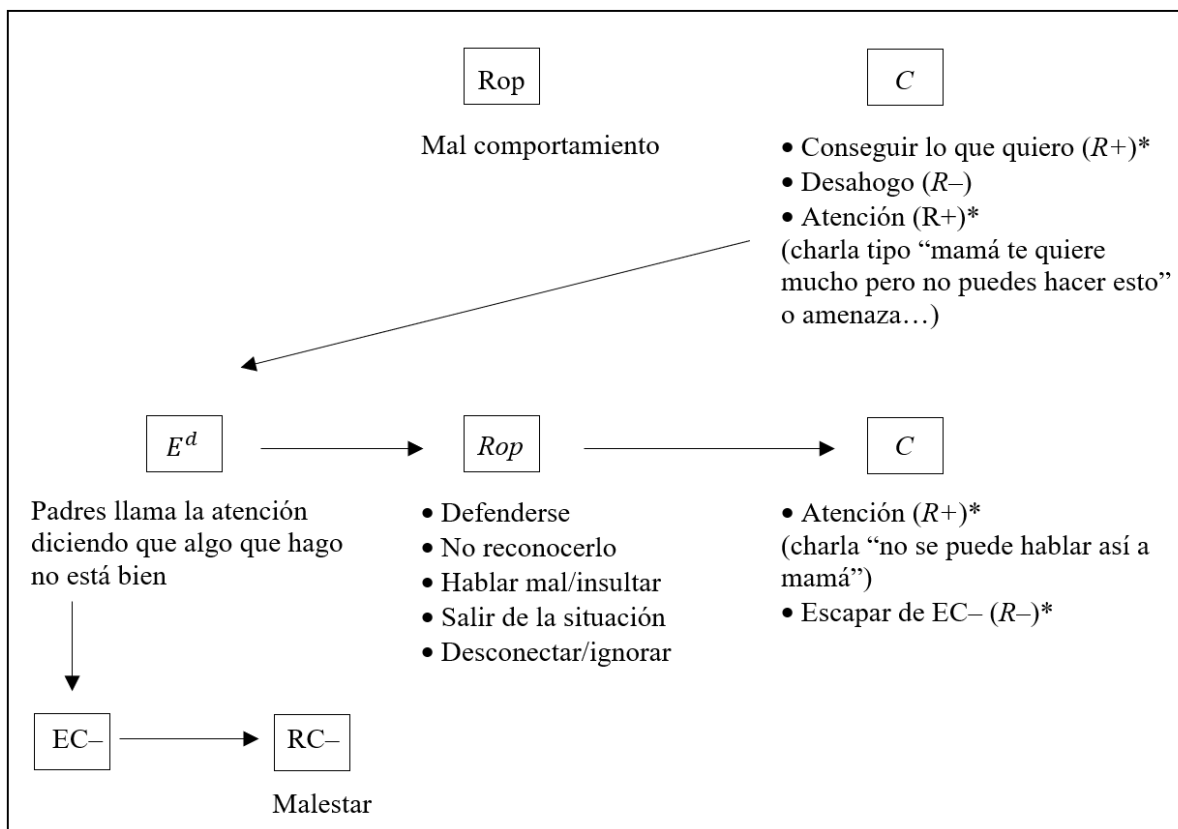 Rop
C
Mal comportamiento
• Conseguir lo que quiero (R+)*
• Desahogo (R–)
• Atención (R+)*
(charla tipo “mamá te quiere
mucho pero no puedes hacer esto”
o amenaza…)
E^d
Rop
C
Padres llama la atención
diciendo que algo que hago
no está bien
• Defenderse
• No reconocerlo
• Hablar mal/insultar
• Salir de la situación
• Desconectar/ignorar
• Atención (R+)*
(charla “no se puede hablar así a
mamá”)
• Escapar de EC– (R–)*
EC–
RC–
Malestar